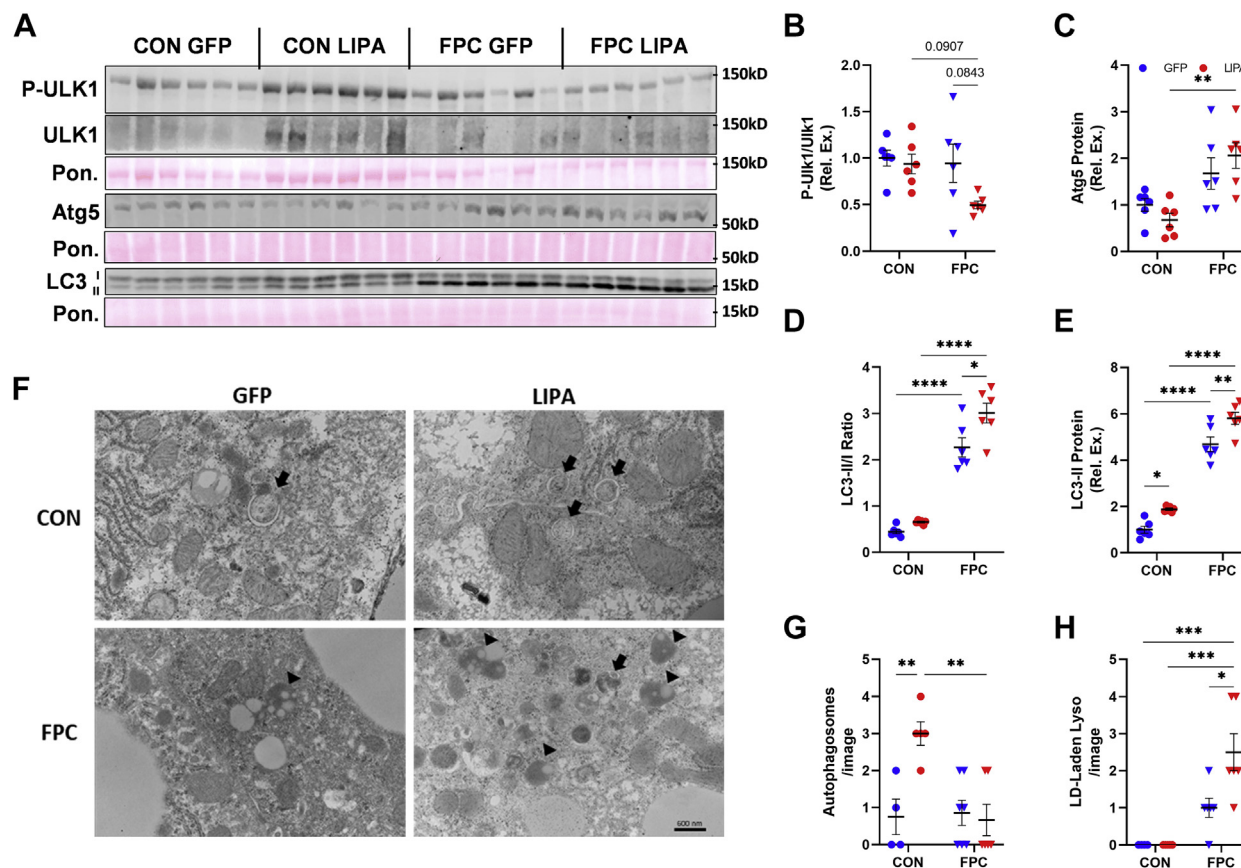 A
CON GFP CON LIPA FPC GFP FPC LIPA
P-ULK1 150kD
ULK1 150kD
Pon. 150kD
Atg5 50kD
Pon. 50kD
LC3 I II 15kD
Pon. 15kD
B
0.0907
0.0843
P-Ulk1/Ulk1
(Rel. Ex.)
2.0
1.5
1.0
0.5
0.0
CON FPC
C
GFP LIPA
**
Atg5 Protein
(Rel. Ex.)
5
4
3
2
1
0
CON FPC
D
****
**** *
LC3-II/I Ratio
4
3
2
1
0
CON FPC
E
****
**** **
*
LC3-II Protein
(Rel. Ex.)
8
6
4
2
0
CON FPC
F
GFP LIPA
CON
FPC
600 nm
G
** **
Autophagosomes
/image
5
4
3
2
1
0
CON FPC
H
***
***
*
LD-Laden Lyso
/image
5
4
3
2
1
0
CON FPC